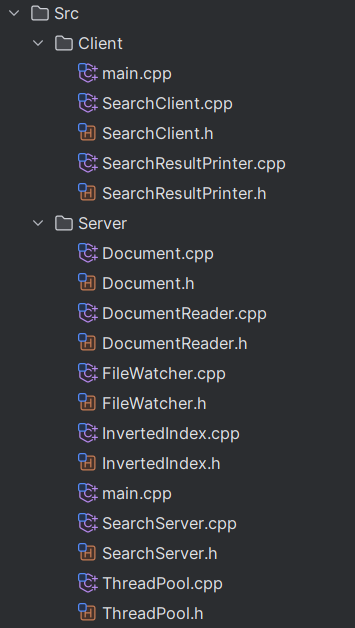 Src
Client
main.cpp
SearchClient.cpp
SearchClient.h
SearchResultPrinter.cpp
SearchResultPrinter.h
Server
Document.cpp
Document.h
DocumentReader.cpp
DocumentReader.h
FileWatcher.cpp
FileWatcher.h
InvertedIndex.cpp
InvertedIndex.h
main.cpp
SearchServer.cpp
SearchServer.h
ThreadPool.cpp
ThreadPool.h